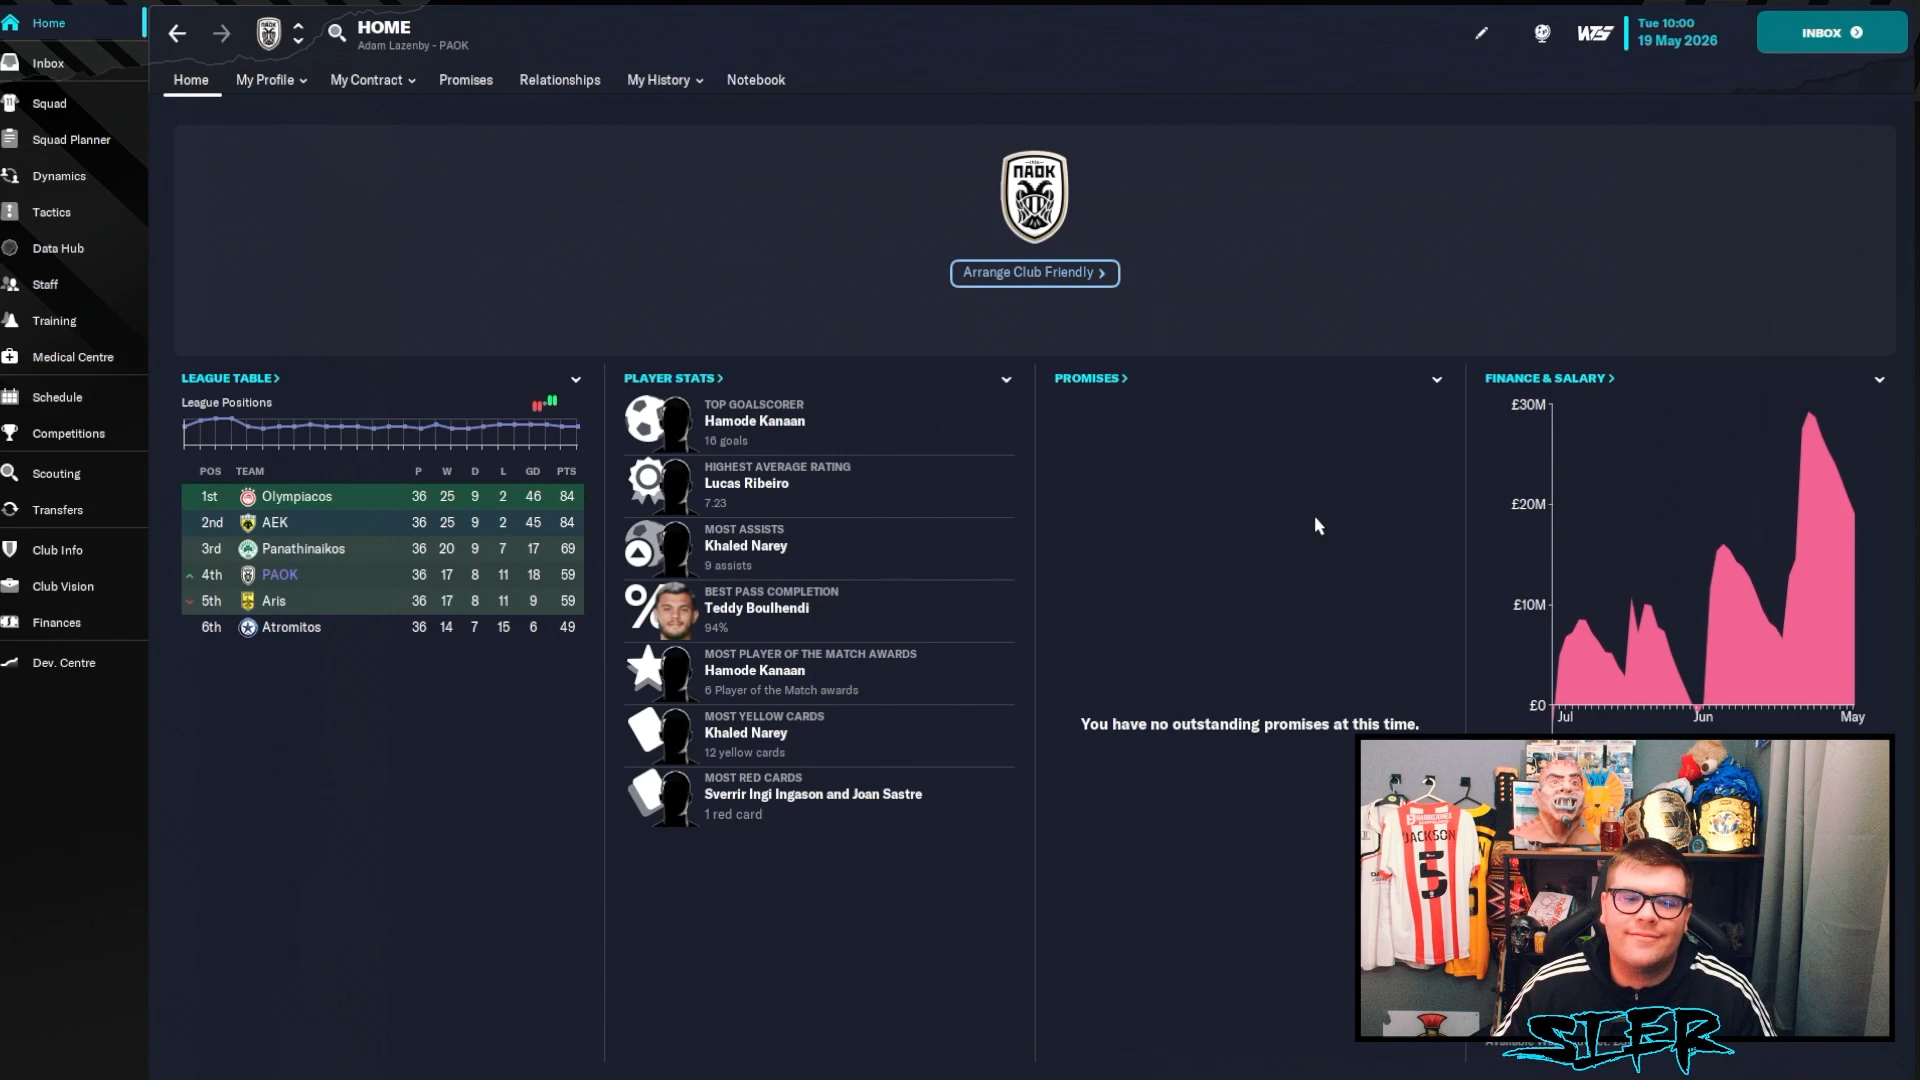 Home
Inbox
Squad
Squad Planner
Dynamics
Tactics
Data Hub
Staff
Training
Medical Centre
Schedule
Competitions
Scouting
Transfers
Club Info
Club Vision
Finances
Dev. Centre
HOME
Adam Lazenby - PAOK
WTS
Tue 10:00
19 May 2026
INBOX
Home My Profile My Contract Promises Relationships My History Notebook
ΠΑΟΚ
Arrange Club Friendly >
LEAGUE TABLE >
League Positions
POS TEAM P W D L GD PTS
1st Olympiacos 36 25 9 2 46 84
2nd AEK 36 25 9 2 45 84
3rd Panathinaikos 36 20 9 7 17 69
4th PAOK 36 17 8 11 18 59
5th Aris 36 17 8 11 9 59
6th Atromitos 36 14 7 15 6 49
PLAYER STATS >
TOP GOALSCORER
Hamode Kanaan
16 goals
HIGHEST AVERAGE RATING
Lucas Ribeiro
7.23
MOST ASSISTS
Khaled Narey
9 assists
%
BEST PASS COMPLETION
Teddy Boulhendi
94%
MOST PLAYER OF THE MATCH AWARDS
Hamode Kanaan
6 Player of the Match awards
MOST YELLOW CARDS
Khaled Narey
12 yellow cards
MOST RED CARDS
Sverrir Ingi Ingason and Joan Sastre
1 red card
PROMISES >
You have no outstanding promises at this time.
FINANCE & SALARY >
£30M
£20M
£10M
£0
Jul Jun May
JACKSON
5
STER